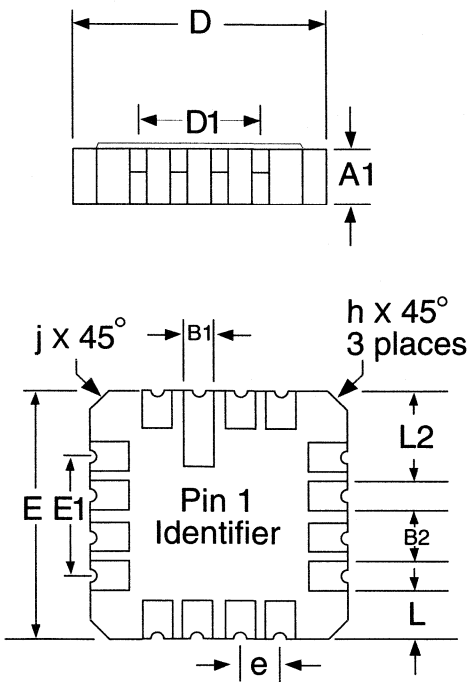 D
D1
A1
j x 45°
B1
h x 45°
3 places
L2
E
E1
Pin 1
Identifier
B2
L
e